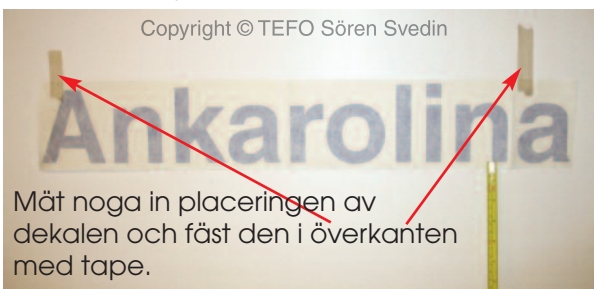 Copyright © TEFO Sören Svedin
Ankarolina
Mät noga in placeringen av
dekalen och fäst den i överkanten
med tape.